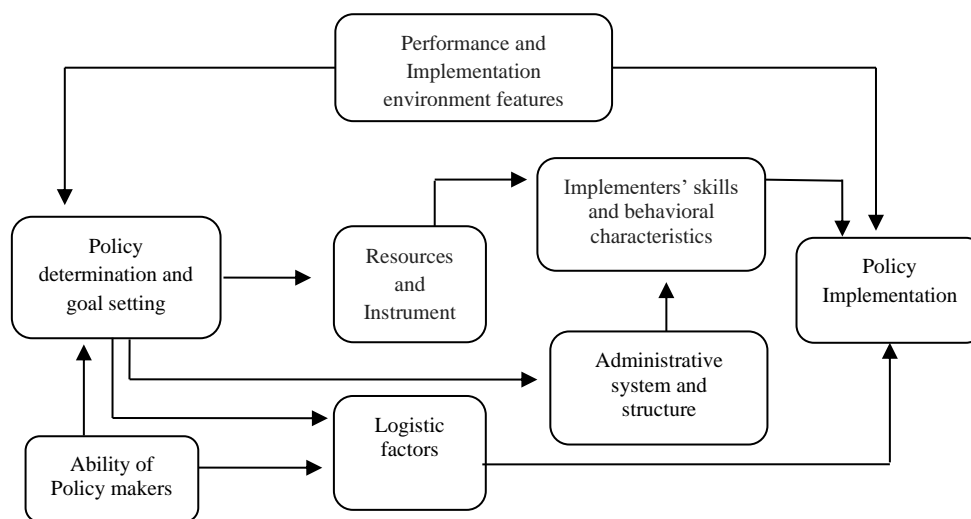 Performance and
Implementation
environment features
Implementers’ skills
and behavioral
characteristics
Policy
determination and
goal setting
Resources
and
Instrument
Policy
Implementation
Administrative
system and
structure
Logistic
factors
Ability of
Policy makers